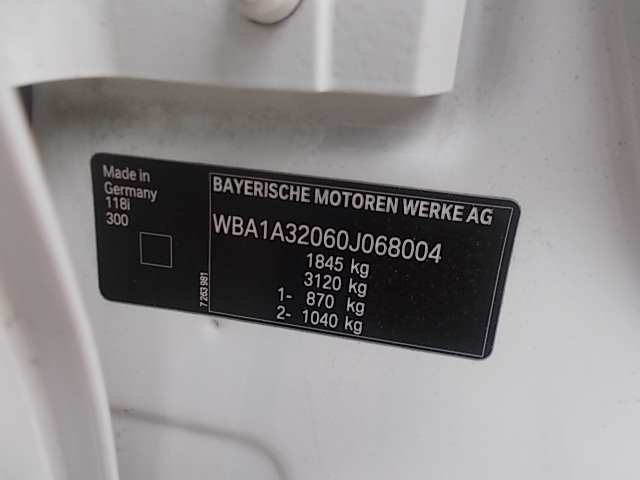 Made in
Germany
118i
300
7 263 981
BAYERISCHE MOTOREN WERKE AG
WBA1A32060J068004
1845 kg
3120 kg
1- 870 kg
2- 1040 kg